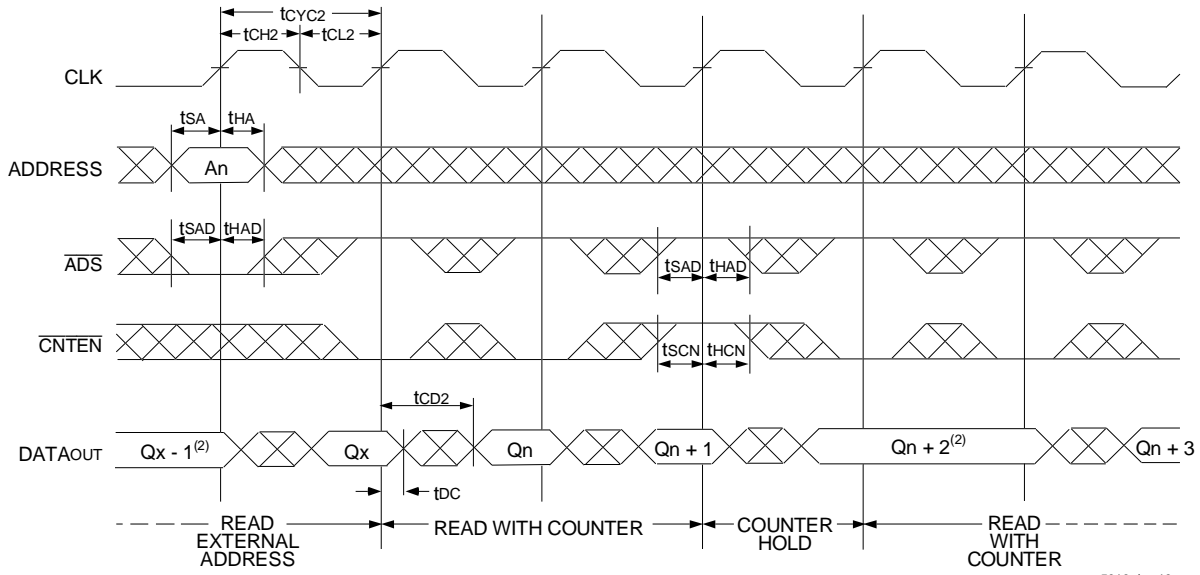 tCYC2
tCH2 tCL2
CLK
tSA tHA
ADDRESS An
tSAD tHAD
ADS tSAD tHAD
CNTEN
tSCN tHCN
tCD2
DATAOUT Qx - 1(2) Qx Qn Qn + 1 Qn + 2(2) Qn + 3
tDC
READ EXTERNAL ADDRESS
READ WITH COUNTER
COUNTER HOLD
READ WITH COUNTER